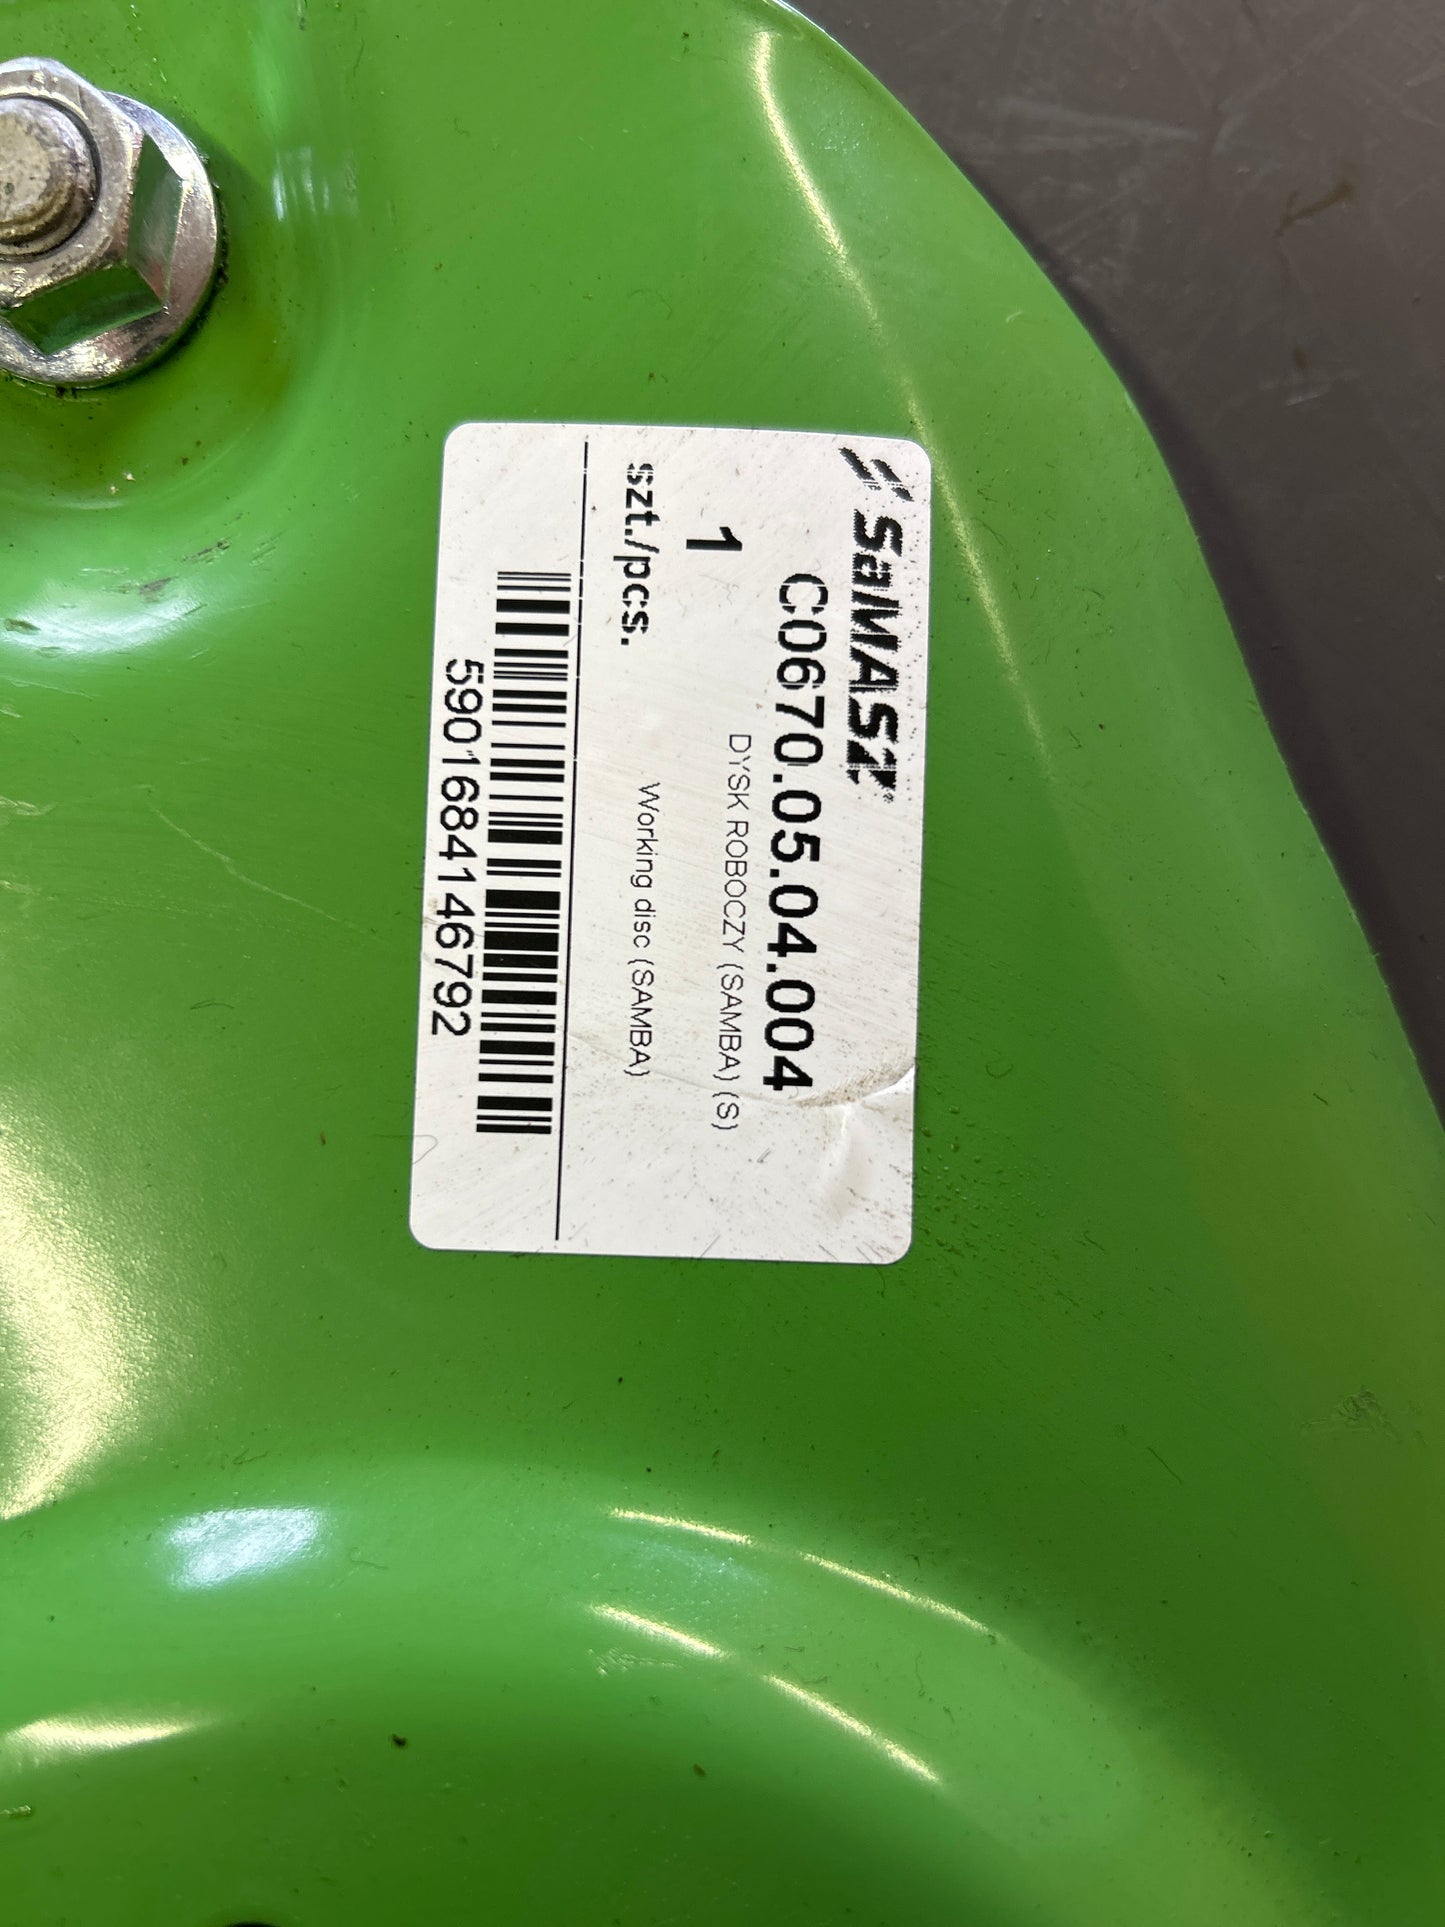 SaMASZ
C0670.05.04.004
1
DYSK ROBOCZY (SAMBA) (S)
szt./pcs.
Working disc (SAMBA)
5901684146792